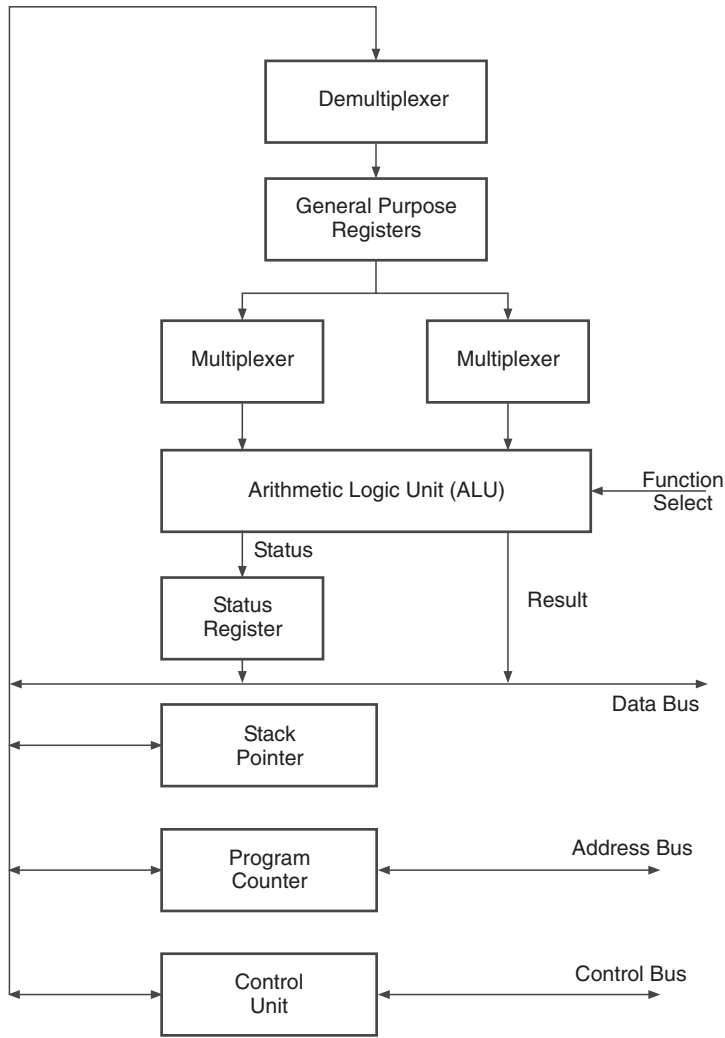 Demultiplexer
General Purpose
Registers
Multiplexer
Multiplexer
Arithmetic Logic Unit (ALU)
Function
Select
Status
Status
Register
Result
Data Bus
Stack
Pointer
Program
Counter
Address Bus
Control
Unit
Control Bus